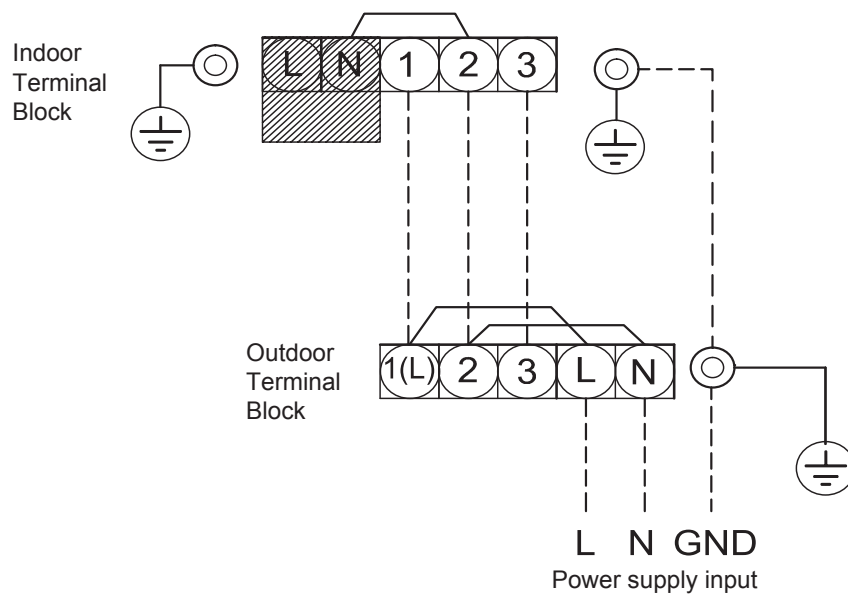 Indoor
Terminal
Block
L N 1 2 3
Outdoor
Terminal
Block
1(L) 2 3 L N
L N GND
Power supply input